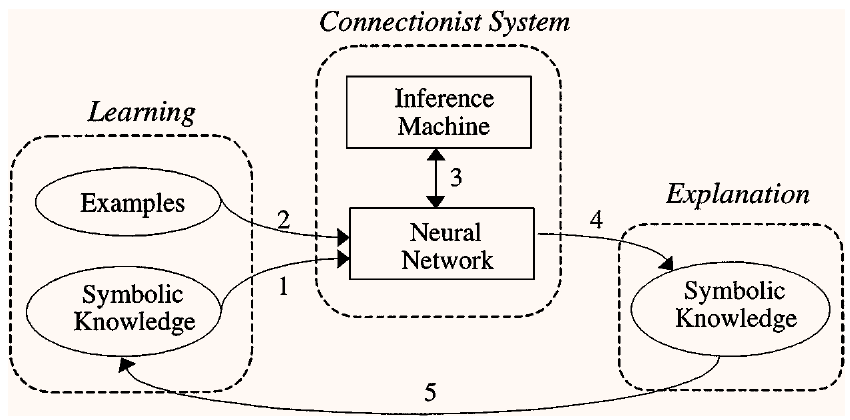 Connectionist System
Learning
Inference
Machine
3
Explanation
Examples
2
Neural
Network
4
1
Symbolic
Knowledge
Symbolic
Knowledge
5